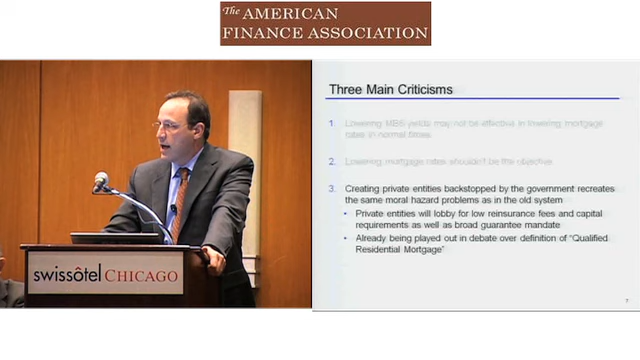 The AMERICAN
FINANCE ASSOCIATION
Three Main Criticisms
1. Lowering MBS yields may not be effective in lowering mortgage
rates in normal times
2. Lowering mortgage rates shouldn't be the objective
3. Creating private entities backstopped by the government recreates
the same moral hazard problems as in the old system
• Private entities will lobby for low reinsurance fees and capital
requirements as well as broad guarantee mandate
• Already being played out in debate over definition of "Qualified
Residential Mortgage"
7
swissôtel CHICAGO